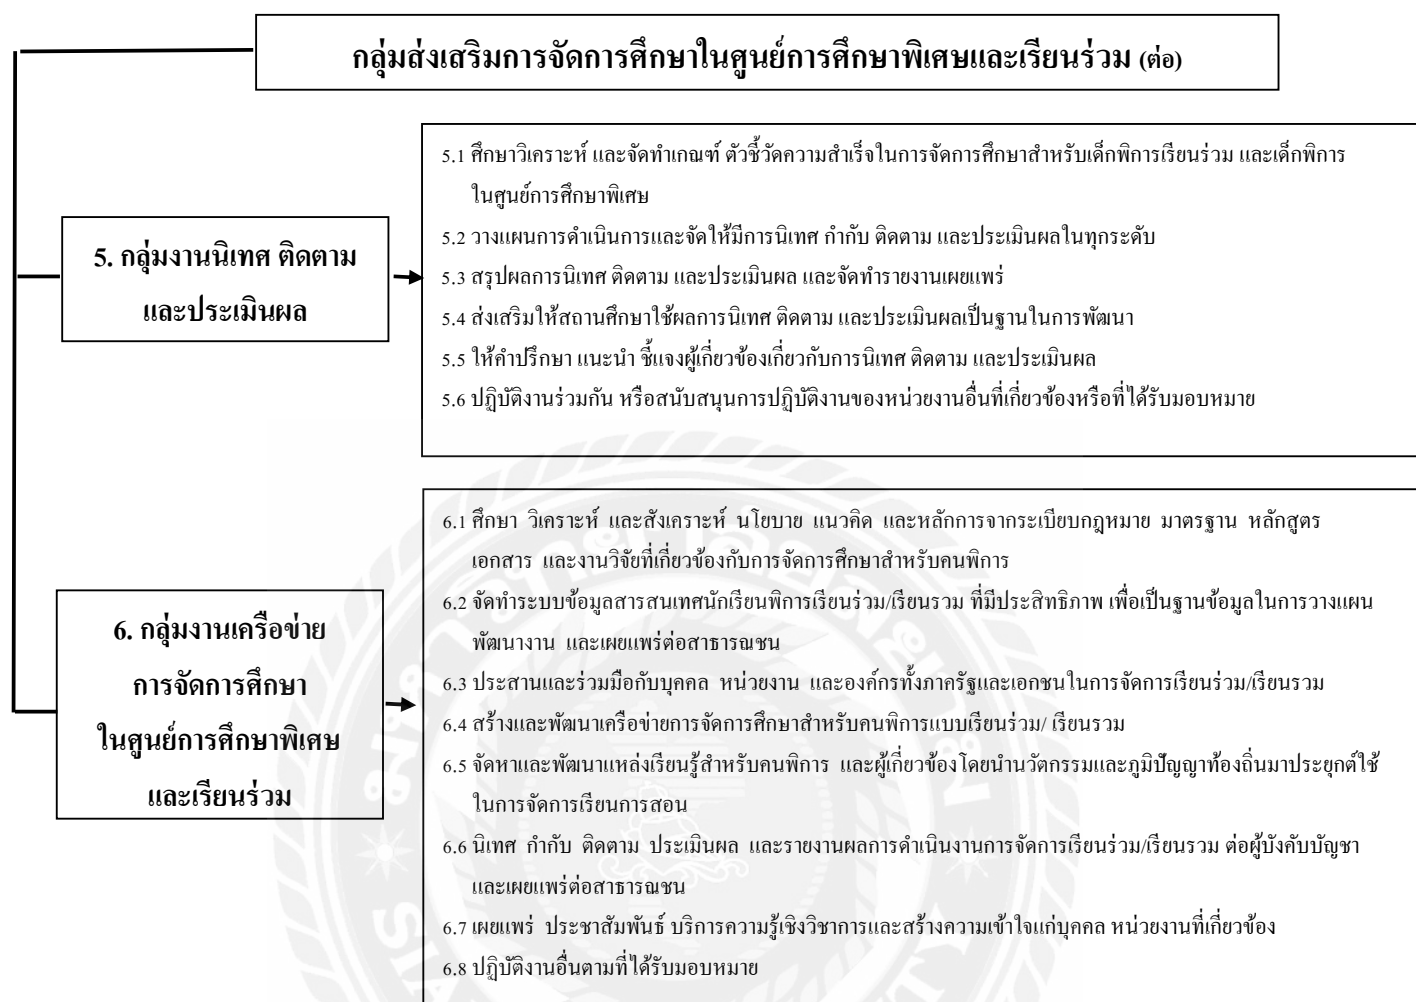 กลุ่มส่งเสริมการจัดการศึกษาในศูนย์การศึกษาพิเศษและเรียนร่วม (ต่อ)
5. กลุ่มงานนิเทศ ติดตาม
และประเมินผล
5.1 ศึกษาวิเคราะห์ และจัดทำเกณฑ์ ตัวชี้วัดความสำเร็จในการจัดการศึกษาสำหรับเด็กพิการเรียนร่วม และเด็กพิการ
ในศูนย์การศึกษาพิเศษ
5.2 วางแผนการดำเนินการและจัดให้มีการนิเทศ กำกับ ติดตาม และประเมินผลในทุกระดับ
5.3 สรุปผลการนิเทศ ติดตาม และประเมินผล และจัดทำรายงานเผยแพร่
5.4 ส่งเสริมให้สถานศึกษาใช้ผลการนิเทศ ติดตาม และประเมินผลเป็นฐานในการพัฒนา
5.5 ให้คำปรึกษา แนะนำ ชี้แจงผู้เกี่ยวข้องเกี่ยวกับการนิเทศ ติดตาม และประเมินผล
5.6 ปฏิบัติงานร่วมกัน หรือสนับสนุนการปฏิบัติงานของหน่วยงานอื่นที่เกี่ยวข้องหรือที่ได้รับมอบหมาย
6. กลุ่มงานเครือข่าย
การจัดการศึกษา
ในศูนย์การศึกษาพิเศษ
และเรียนร่วม
6.1 ศึกษา วิเคราะห์ และสังเคราะห์ นโยบาย แนวคิด และหลักการจากระเบียบกฎหมาย มาตรฐาน หลักสูตร
เอกสาร และงานวิจัยที่เกี่ยวข้องกับการจัดการศึกษาสำหรับคนพิการ
6.2 จัดทำระบบข้อมูลสารสนเทศนักเรียนพิการเรียนร่วม/เรียนรวม ที่มีประสิทธิภาพ เพื่อเป็นฐานข้อมูลในการวางแผน
พัฒนางาน และเผยแพร่ต่อสาธารณชน
6.3 ประสานและร่วมมือกับบุคคล หน่วยงาน และองค์กรทั้งภาครัฐและเอกชนในการจัดการเรียนร่วม/เรียนรวม
6.4 สร้างและพัฒนาเครือข่ายการจัดการศึกษาสำหรับคนพิการแบบเรียนร่วม/ เรียนรวม
6.5 จัดหาและพัฒนาแหล่งเรียนรู้สำหรับคนพิการ และผู้เกี่ยวข้องโดยนำนวัตกรรมและภูมิปัญญาท้องถิ่นมาประยุกต์ใช้
ในการจัดการเรียนการสอน
6.6 นิเทศ กำกับ ติดตาม ประเมินผล และรายงานผลการดำเนินงานการจัดการเรียนร่วม/เรียนรวม ต่อผู้บังคับบัญชา
และเผยแพร่ต่อสาธารณชน
6.7 เผยแพร่ ประชาสัมพันธ์ บริการความรู้เชิงวิชาการและสร้างความเข้าใจแก่บุคคล หน่วยงานที่เกี่ยวข้อง
6.8 ปฏิบัติงานอื่นตามที่ได้รับมอบหมาย